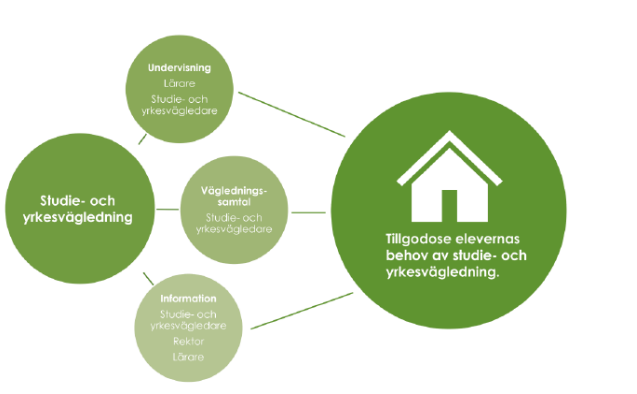 Undervisning
Lärare
Studie- och
yrkesvägledare
Studie- och
yrkesvägledning
Väglednings-
samtal
Studie- och
yrkesvägledare
Information
Studie- och
yrkesvägledare
Rektor
Lärare
Tillgodose elevernas
behov av studie- och
yrkesvägledning.